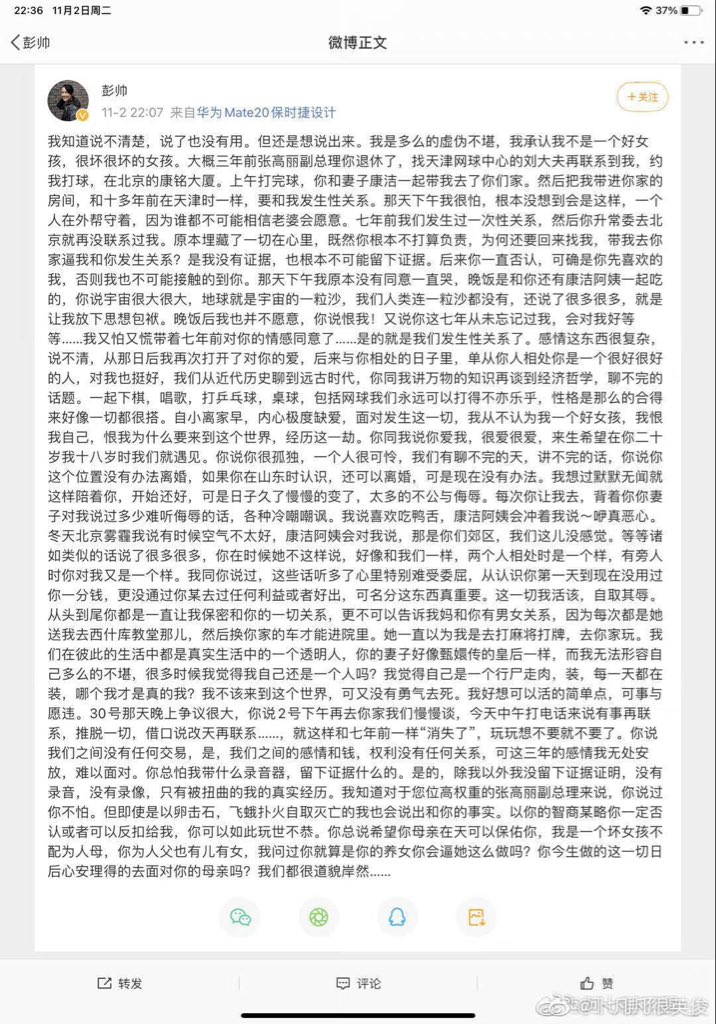 22:36 11月2日周二
37%
彭帅
微博正文
彭帅
11-2 22:07 来自华为Mate20保时捷设计
+关注
我知道说不清楚，说了也没有用。但还是想说出来。我是多么的虚伪不堪，我承认我不是一个好女
孩，很坏很坏的女孩。大概三年前张高丽副总理你退休了，找天津网球中心的刘大夫再联系到我，约
我打球，在北京的康铭大厦。上午打完球，你和妻子康洁一起带我去了你们家。然后把我带进你家的
房间，和十多年前在天津时一样，要和我发生性关系。那天下午我很怕，根本没想到会是这样，一个
人在外帮守着，因为谁都不可能相信老婆会愿意。七年前我们发生过一次性关系，然后你升常委去北
京就再没联系过我。原本埋藏了一切在心里，既然你根本不打算负责，为何还要回来找我，带我去你
家逼我和你发生关系？是我没有证据，也根本不可能留下证据。后来你一直否认，可确是你先喜欢的
我，否则我也不可能接触的到你。那天下午我原本没有同意一直哭，晚饭是和你还有康洁阿姨一起吃
的，你说宇宙很大很大，地球就是宇宙的一粒沙，我们人类连一粒沙都没有，还说了很多很多，就是
让我放下思想包袱。晚饭后我也并不愿意，你说恨我！又说你这七年从未忘记过我，会对我好等
等……我又怕又慌带着七年前对你的情感同意了……是的就是我们发生性关系了。感情这东西很复杂，
说不清，从那日后我再次打开了对你的爱，后来与你相处的日子里，单从你人相处你是一个很好很好
的人，对我也挺好，我们从近代历史聊到远古时代，你同我讲万物的知识再谈到经济哲学，聊不完的
话题。一起下棋，唱歌，打乒乓球，桌球，包括网球我们永远可以打得不亦乐乎，性格是那么的合得
来好像一切都很搭。自小离家早，内心极度缺爱，面对发生这一切，我从不认为我一个好女孩，我恨
我自己，恨我为什么要来到这个世界，经历这一劫。你同我说你爱我，很爱很爱，来生希望在你二十
岁我十八岁时我们就遇见。你说你很孤独，一个人很可怜，我们有聊不完的天，讲不完的话，你说你
这个位置没有办法离婚，如果你在山东时认识，还可以离婚，可是现在没有办法。我想过默默无闻就
这样陪着你，开始还好，可是日子久了慢慢的变了，太多的不公与侮辱。每次你让我去，背着你你妻
子对我说过多少难听侮辱的话，各种冷嘲嘲讽。我说喜欢吃鸭舌，康洁阿姨会冲着我说～咿真恶心。
冬天北京雾霾我说有时候空气不太好，康洁阿姨会对我说，那是你们郊区，我们这儿没感觉。等等诸
如类似的话说了很多很多，你在时候她不这样说，好像和我们一样，两个人相处时是一个样，有旁人
时你对我又是一个样。我同你说过，这些话听多了心里特别难受委屈，从认识你第一天到现在没用过
你一分钱，更没通过你某去过任何利益或者好出，可名分这东西真重要。这一切我活该，自取其辱。
从头到尾你都是一直让我保密和你的一切关系，更不可以告诉我妈和你有男女关系，因为每次都是她
送我去西什库教堂那儿，然后换你家的车才能进院里。她一直以为我是去打麻将打牌，去你家玩。我
们在彼此的生活中都是真实生活中的一个透明人，你的妻子好像甄嬛传的皇后一样，而我无法形容自
己多么的不堪，很多时候我觉得我自己还是一个人吗？我觉得自己是一个行尸走肉，装，每一天都在
装，哪个我才是真的我？我不该来到这个世界，可又没有勇气去死。我好想可以活的简单点，可事与
愿违。30号那天晚上争议很大，你说2号下午再去你家我们慢慢谈，今天中午打电话来说有事再联
系，推脱一切，借口说改天再联系……，就这样和七年前一样“消失了”，玩玩想不要就不要了。你说
我们之间没有任何交易，是，我们之间的感情和钱，权利没有任何关系，可这三年的感情我无处安
放，难以面对。你总怕我带什么录音器，留下证据什么的。是的，除我以外我没留下证据证明，没有
录音，没有录像，只有被扭曲的我的真实经历。我知道对于您位高权重的张高丽副总理来说，你说过
你不怕。但即使是以卵击石，飞蛾扑火自取灭亡的我也会说出和你的事实。以你的智商某略你一定否
认或者可以反扣给我，你可以如此玩世不恭。你总说希望你母亲在天可以保佑你，我是一个坏女孩不
配为人母，你为人父也有儿有女，我问过你就算是你的养女你会逼她这么做吗？你今生做的这一切日
后心安理得的去面对你的母亲吗？我们都很道貌岸然……
转发
评论
赞